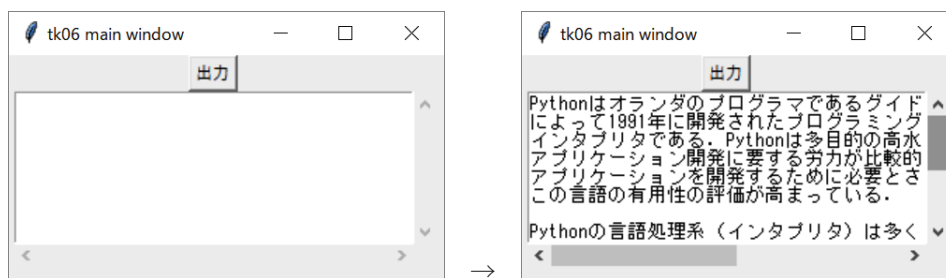 tk06 main window
出力
→
tk06 main window
出力
Pythonはオランダのプログラマであるグイド
によって1991年に開発されたプログラミング
インタプリタである．Pythonは多目的の高水
アプリケーション開発に要する労力が比較的
アプリケーションを開発するために必要とさ
この言語の有用性の評価が高まっている．
Pythonの言語処理系（インタプリタ）は多く